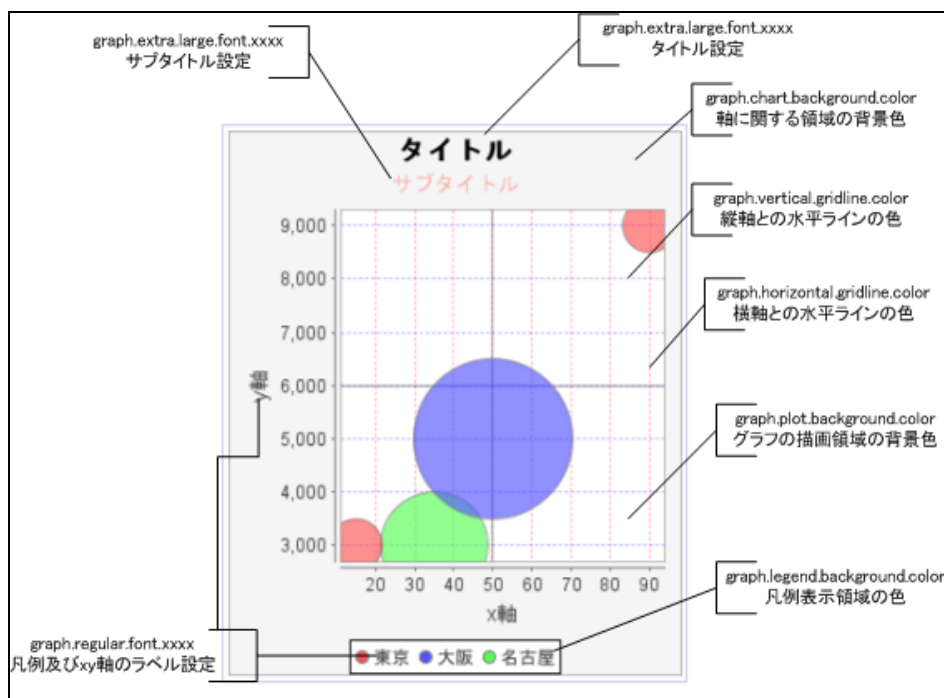 graph.extra.large.font.xxxx
サブタイトル設定
graph.extra.large.font.xxxx
タイトル設定
graph.chart.background.color
軸に関する領域の背景色
タイトル
サブタイトル
graph.vertical.gridline.color
縦軸との水平ラインの色
graph.horizontal.gridline.color
横軸との水平ラインの色
graph.plot.background.color
グラフの描画領域の背景色
9,000
8,000
7,000
6,000
5,000
4,000
3,000
y軸
20 30 40 50 60 70 80 90
x軸
graph.legend.background.color
凡例表示領域の色
graph.regular.font.xxxx
凡例及びxy軸のラベル設定
東京 大阪 名古屋